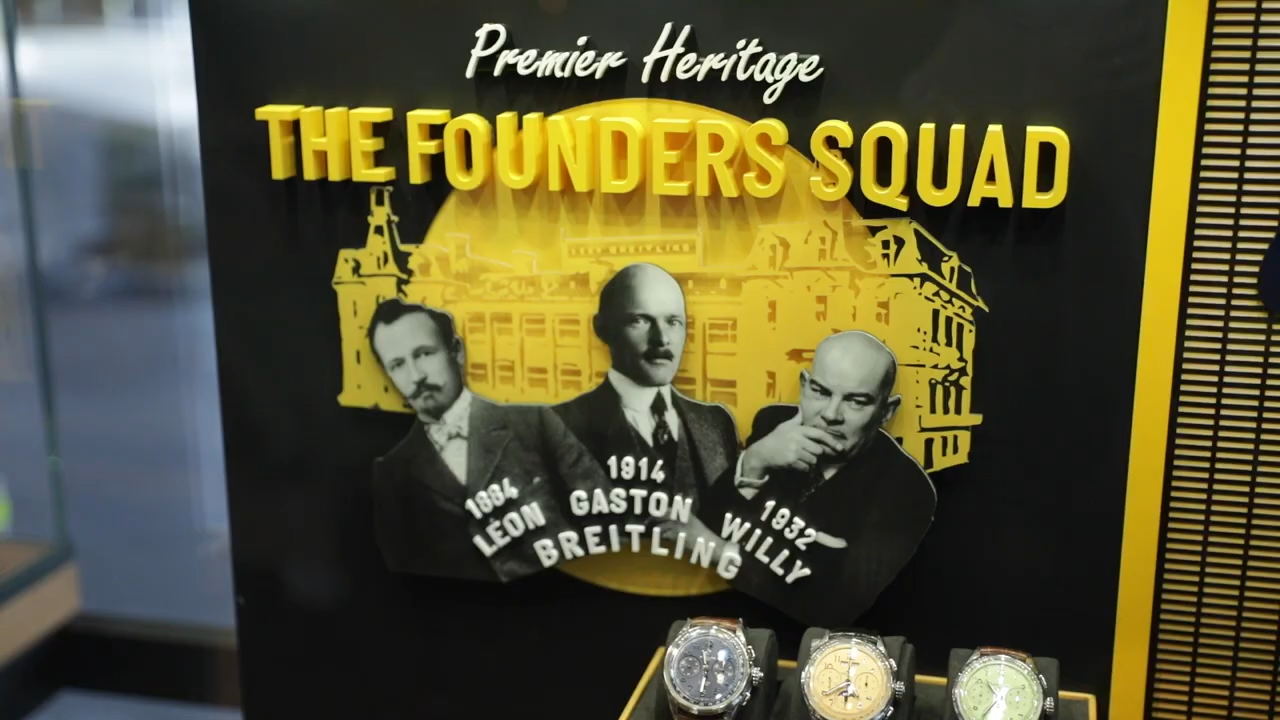 Premier Heritage
THE FOUNDERS SQUAD
1884
LÉON
1914
GASTON
BREITLING
1932
WILLY